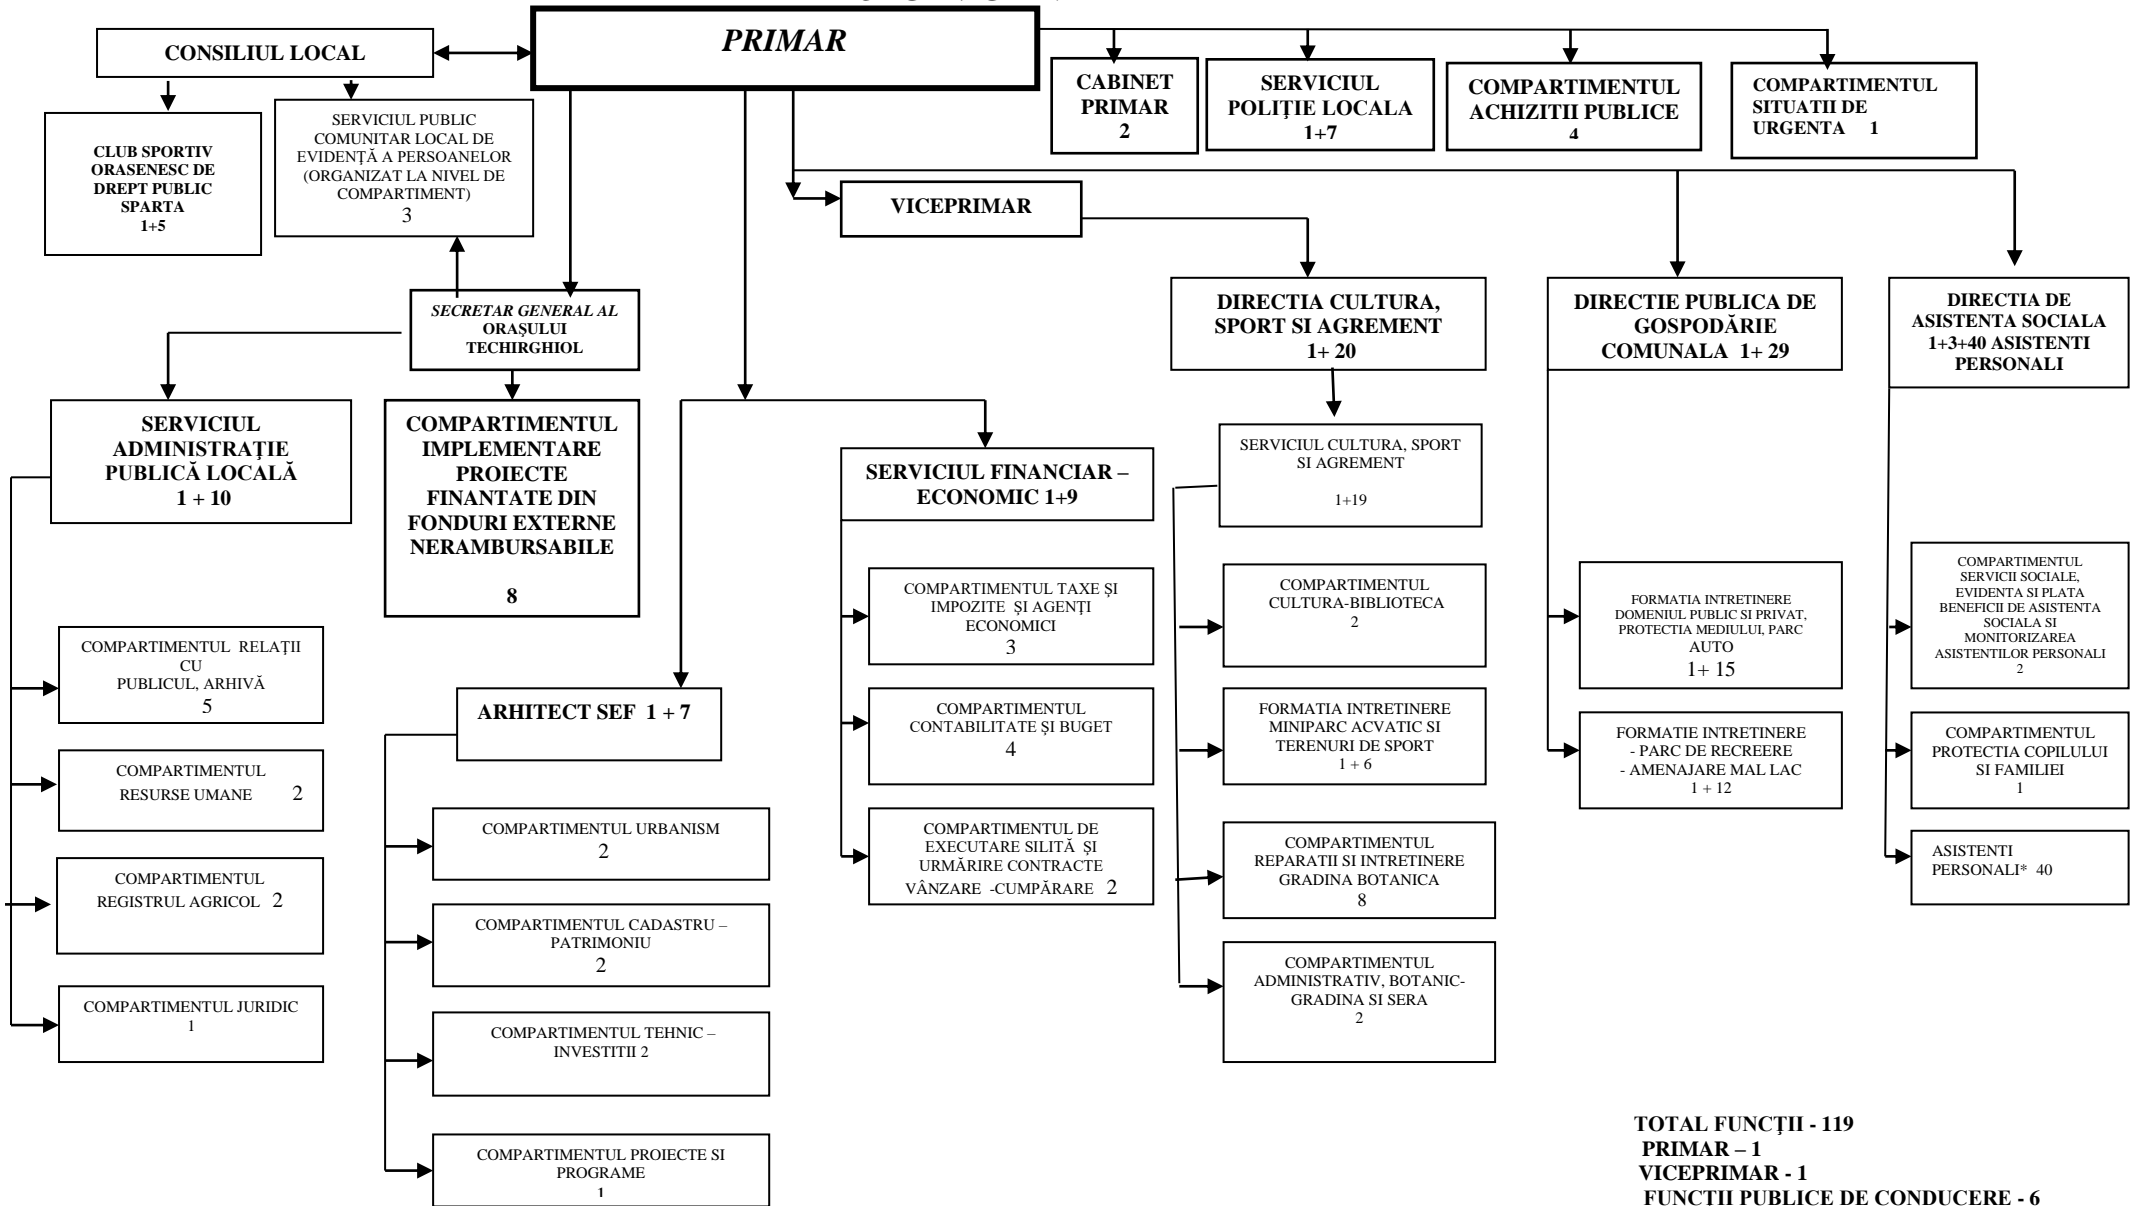 PRIMAR
CONSILIUL LOCAL
CABINET
PRIMAR
2
SERVICIUL
POLIŢIE LOCALA
1+7
COMPARTIMENTUL
ACHIZITII PUBLICE
4
COMPARTIMENTUL
SITUATII DE
URGENTA 1
CLUB SPORTIV
ORASENESC DE
DREPT PUBLIC
SPARTA
1+5
SERVICIUL PUBLIC
COMUNITAR LOCAL DE
EVIDENŢĂ A PERSOANELOR
(ORGANIZAT LA NIVEL DE
COMPARTIMENT)
3
VICEPRIMAR
SECRETAR GENERAL AL
ORAŞULUI
TECHIRGHIOL
DIRECTIA CULTURA,
SPORT SI AGREMENT
1+ 20
DIRECTIE PUBLICA DE
GOSPODĂRIE
COMUNALA 1+ 29
DIRECTIA DE
ASISTENTA SOCIALA
1+3+40 ASISTENTI
PERSONALI
SERVICIUL
ADMINISTRAŢIE
PUBLICĂ LOCALĂ
1 + 10
COMPARTIMENTUL
IMPLEMENTARE
PROIECTE
FINANTATE DIN
FONDURI EXTERNE
NERAMBURSABILE
8
SERVICIUL FINANCIAR –
ECONOMIC 1+9
SERVICIUL CULTURA, SPORT
SI AGREMENT
1+19
COMPARTIMENTUL RELAŢII
CU
PUBLICUL, ARHIVĂ
5
COMPARTIMENTUL
RESURSE UMANE 2
COMPARTIMENTUL
REGISTRUL AGRICOL 2
COMPARTIMENTUL JURIDIC
1
ARHITECT SEF 1 + 7
COMPARTIMENTUL URBANISM
2
COMPARTIMENTUL CADASTRU –
PATRIMONIU
2
COMPARTIMENTUL TEHNIC –
INVESTITII 2
COMPARTIMENTUL PROIECTE SI
PROGRAME
1
COMPARTIMENTUL TAXE ŞI
IMPOZITE ŞI AGENŢI
ECONOMICI
3
COMPARTIMENTUL
CONTABILITATE ŞI BUGET
4
COMPARTIMENTUL DE
EXECUTARE SILITĂ ŞI
URMĂRIRE CONTRACTE
VÂNZARE -CUMPĂRARE 2
COMPARTIMENTUL
CULTURA-BIBLIOTECA
2
FORMATIA INTRETINERE
MINIPARC ACVATIC SI
TERENURI DE SPORT
1 + 6
COMPARTIMENTUL
REPARATII SI INTRETINERE
GRADINA BOTANICA
8
COMPARTIMENTUL
ADMINISTRATIV, BOTANIC-
GRADINA SI SERA
2
FORMATIA INTRETINERE
DOMENIUL PUBLIC SI PRIVAT,
PROTECTIA MEDIULUI, PARC
AUTO
1+ 15
FORMATIE INTRETINERE
- PARC DE RECREERE
- AMENAJARE MAL LAC
1 + 12
COMPARTIMENTUL
SERVICII SOCIALE,
EVIDENTA SI PLATA
BENEFICII DE ASISTENTA
SOCIALA SI
MONITORIZAREA
ASISTENTILOR PERSONALI
2
COMPARTIMENTUL
PROTECTIA COPILULUI
SI FAMILIEI
1
ASISTENTI
PERSONALI* 40
TOTAL FUNCŢII - 119
PRIMAR – 1
VICEPRIMAR - 1
FUNCTII PUBLICE DE CONDUCERE - 6